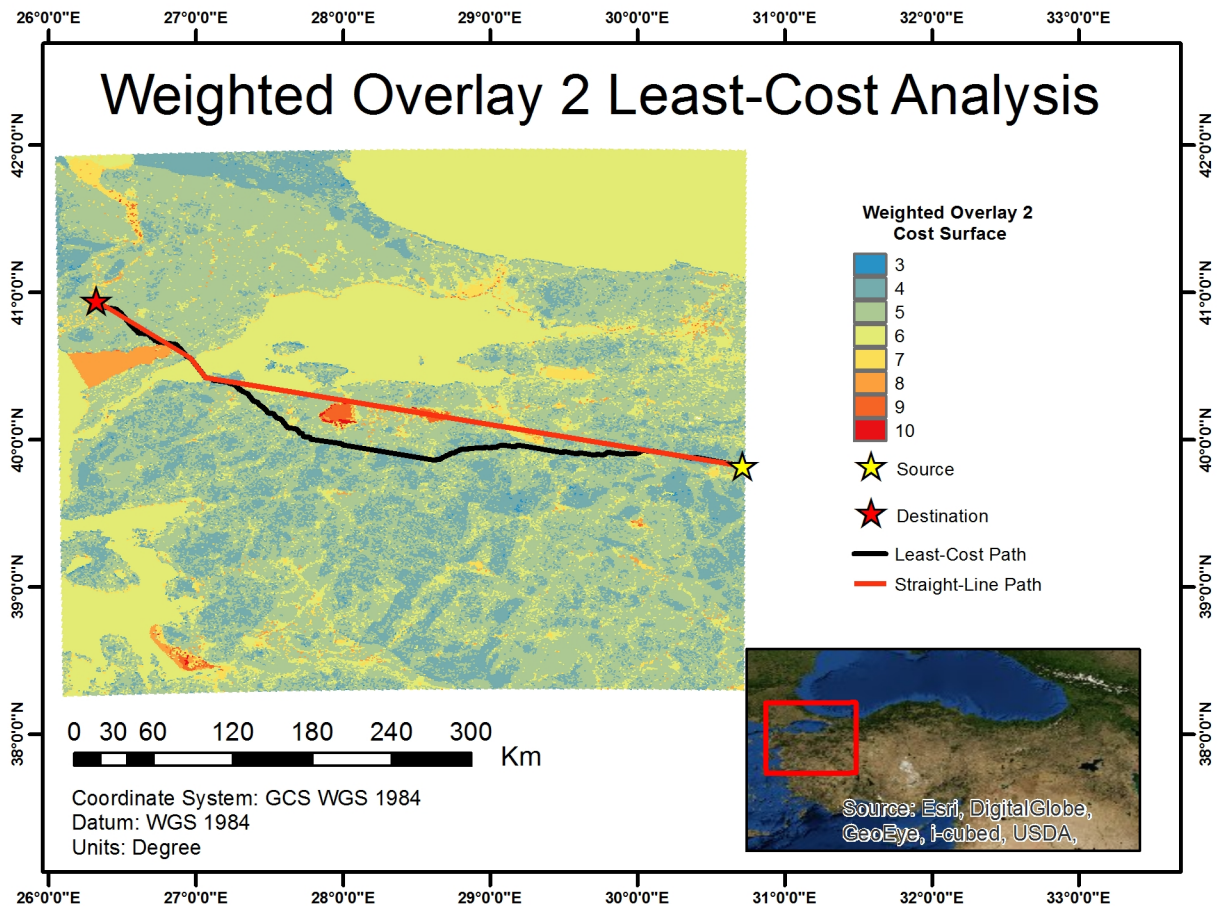 26°0'0"E 27°0'0"E 28°0'0"E 29°0'0"E 30°0'0"E 31°0'0"E 32°0'0"E 33°0'0"E
Weighted Overlay 2 Least-Cost Analysis
42°0'0"N
41°0'0"N
40°0'0"N
39°0'0"N
38°0'0"N
42°0'0"N
41°0'0"N
40°0'0"N
39°0'0"N
38°0'0"N
Weighted Overlay 2
Cost Surface
3
4
5
6
7
8
9
10
Source
Destination
Least-Cost Path
Straight-Line Path
0 30 60 120 180 240 300
Km
Coordinate System: GCS WGS 1984
Datum: WGS 1984
Units: Degree
Source: Esri, DigitalGlobe,
GeoEye, i-cubed, USDA,
26°0'0"E 27°0'0"E 28°0'0"E 29°0'0"E 30°0'0"E 31°0'0"E 32°0'0"E 33°0'0"E